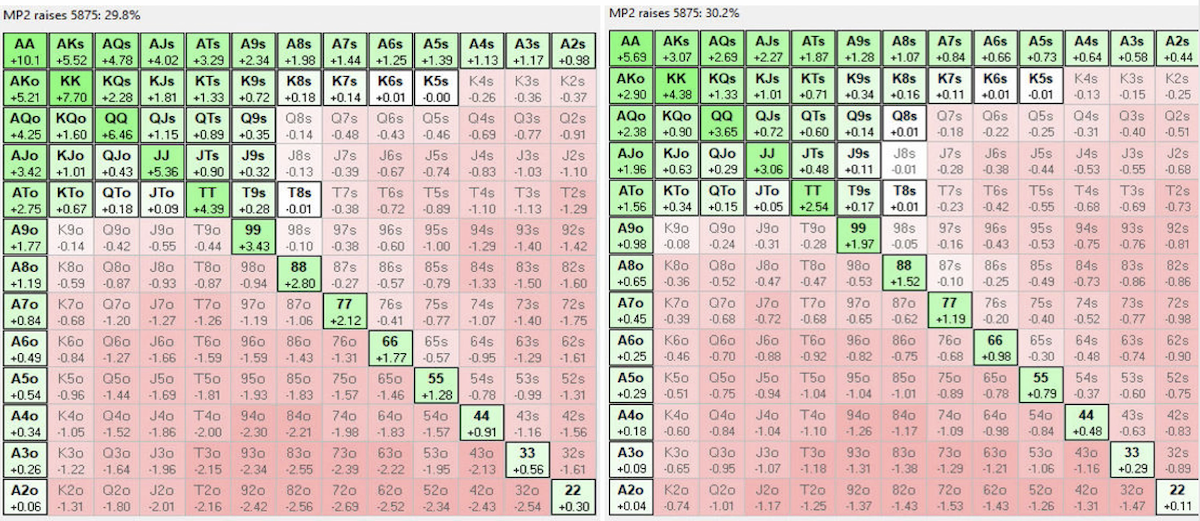 MP2 raises 5875: 29.8%
AA AKs AQs AJs ATs A9s A8s A7s A6s A5s A4s A3s A2s
+10.1 +5.52 +4.78 +4.02 +3.29 +2.34 +1.98 +1.44 +1.25 +1.39 +1.13 +1.17 +0.98
AKo KK KQs KJs KTs K9s K8s K7s K6s K5s K4s K3s K2s
+5.21 +7.70 +2.28 +1.81 +1.33 +0.72 +0.18 +0.14 +0.01 -0.00 -0.26 -0.36 -0.37
AQo KQo QQ QJs QTs Q9s Q8s Q7s Q6s Q5s Q4s Q3s Q2s
+4.25 +1.60 +6.46 +1.15 +0.89 +0.35 -0.14 -0.48 -0.43 -0.46 -0.69 -0.77 -0.91
AJo KJo QJo JJ JTs J9s J8s J7s J6s J5s J4s J3s J2s
+3.42 +1.01 +0.43 +5.36 +0.90 +0.32 -0.13 -0.39 -0.67 -0.74 -0.83 -1.03 -1.10
ATo KTo QTo JTo TT T9s T8s T7s T6s T5s T4s T3s T2s
+2.75 +0.67 +0.18 +0.09 +4.39 +0.28 -0.01 -0.38 -0.72 -0.89 -1.10 -1.13 -1.29
A9o K9o Q9o J9o T9o 99 98s 97s 96s 95s 94s 93s 92s
+1.77 -0.14 -0.42 -0.55 -0.44 +3.43 -0.10 -0.38 -0.60 -1.00 -1.29 -1.40 -1.42
A8o K8o Q8o J8o T8o 98o 88 87s 86s 85s 84s 83s 82s
+1.19 -0.59 -0.87 -0.93 -0.87 -0.94 +2.80 -0.27 -0.57 -0.79 -1.33 -1.50 -1.60
A7o K7o Q7o J7o T7o 97o 87o 77 76s 75s 74s 73s 72s
+0.84 -0.68 -1.20 -1.27 -1.26 -1.19 -1.06 +2.12 -0.41 -0.77 -1.07 -1.40 -1.75
A6o K6o Q6o J6o T6o 96o 86o 76o 66 65s 64s 63s 62s
+0.49 -0.84 -1.27 -1.66 -1.59 -1.59 -1.43 -1.31 +1.77 -0.57 -0.95 -1.29 -1.61
A5o K5o Q5o J5o T5o 95o 85o 75o 65o 55 54s 53s 52s
+0.54 -0.96 -1.44 -1.69 -1.81 -1.93 -1.83 -1.57 -1.46 +1.28 -0.78 -0.99 -1.31
A4o K4o Q4o J4o T4o 94o 84o 74o 64o 54o 44 43s 42s
+0.34 -1.05 -1.52 -1.86 -2.00 -2.30 -2.21 -1.98 -1.83 -1.57 +0.91 -1.16 -1.56
A3o K3o Q3o J3o T3o 93o 83o 73o 63o 53o 43o 33 32s
+0.26 -1.22 -1.64 -1.96 -2.15 -2.34 -2.55 -2.39 -2.22 -1.95 -2.13 +0.56 -1.61
A2o K2o Q2o J2o T2o 92o 82o 72o 62o 52o 42o 32o 22
+0.06 -1.31 -1.80 -2.01 -2.16 -2.42 -2.56 -2.69 -2.52 -2.34 -2.43 -2.54 +0.30
MP2 raises 5875: 30.2%
AA AKs AQs AJs ATs A9s A8s A7s A6s A5s A4s A3s A2s
+5.69 +3.07 +2.69 +2.27 +1.87 +1.28 +1.07 +0.84 +0.66 +0.73 +0.64 +0.58 +0.44
AKo KK KQs KJs KTs K9s K8s K7s K6s K5s K4s K3s K2s
+2.90 +4.38 +1.33 +1.01 +0.71 +0.34 +0.16 +0.11 +0.01 -0.01 -0.13 -0.15 -0.25
AQo KQo QQ QJs QTs Q9s Q8s Q7s Q6s Q5s Q4s Q3s Q2s
+2.38 +0.90 +3.65 +0.72 +0.60 +0.14 +0.01 -0.18 -0.22 -0.25 -0.31 -0.40 -0.51
AJo KJo QJo JJ JTs J9s J8s J7s J6s J5s J4s J3s J2s
+1.96 +0.63 +0.29 +3.06 +0.48 +0.11 -0.01 -0.28 -0.38 -0.44 -0.53 -0.55 -0.68
ATo KTo QTo JTo TT T9s T8s T7s T6s T5s T4s T3s T2s
+1.56 +0.34 +0.15 +0.05 +2.54 +0.17 +0.01 -0.23 -0.42 -0.55 -0.68 -0.69 -0.73
A9o K9o Q9o J9o T9o 99 98s 97s 96s 95s 94s 93s 92s
+0.98 -0.08 -0.24 -0.31 -0.28 +1.97 -0.05 -0.16 -0.43 -0.53 -0.75 -0.76 -0.81
A8o K8o Q8o J8o T8o 98o 88 87s 86s 85s 84s 83s 82s
+0.65 -0.36 -0.52 -0.47 -0.47 -0.53 +1.52 -0.10 -0.25 -0.49 -0.73 -0.86 -0.86
A7o K7o Q7o J7o T7o 97o 87o 77 76s 75s 74s 73s 72s
+0.45 -0.39 -0.68 -0.72 -0.68 -0.65 -0.62 +1.19 -0.20 -0.40 -0.52 -0.77 -0.98
A6o K6o Q6o J6o T6o 96o 86o 76o 66 65s 64s 63s 62s
+0.25 -0.46 -0.70 -0.88 -0.92 -0.82 -0.75 -0.68 +0.98 -0.30 -0.48 -0.74 -0.90
A5o K5o Q5o J5o T5o 95o 85o 75o 65o 55 54s 53s 52s
+0.29 -0.51 -0.75 -0.94 -1.04 -1.04 -1.01 -0.89 -0.78 +0.79 -0.37 -0.60 -0.75
A4o K4o Q4o J4o T4o 94o 84o 74o 64o 54o 44 43s 42s
+0.18 -0.60 -0.84 -1.04 -1.10 -1.26 -1.17 -1.09 -0.98 -0.84 +0.48 -0.63 -0.83
A3o K3o Q3o J3o T3o 93o 83o 73o 63o 53o 43o 33 32s
+0.09 -0.65 -0.95 -1.07 -1.18 -1.31 -1.38 -1.29 -1.21 -1.06 -1.16 +0.29 -0.89
A2o K2o Q2o J2o T2o 92o 82o 72o 62o 52o 42o 32o 22
+0.04 -0.74 -1.01 -1.17 -1.25 -1.37 -1.43 -1.53 -1.43 -1.26 -1.31 -1.47 +0.11